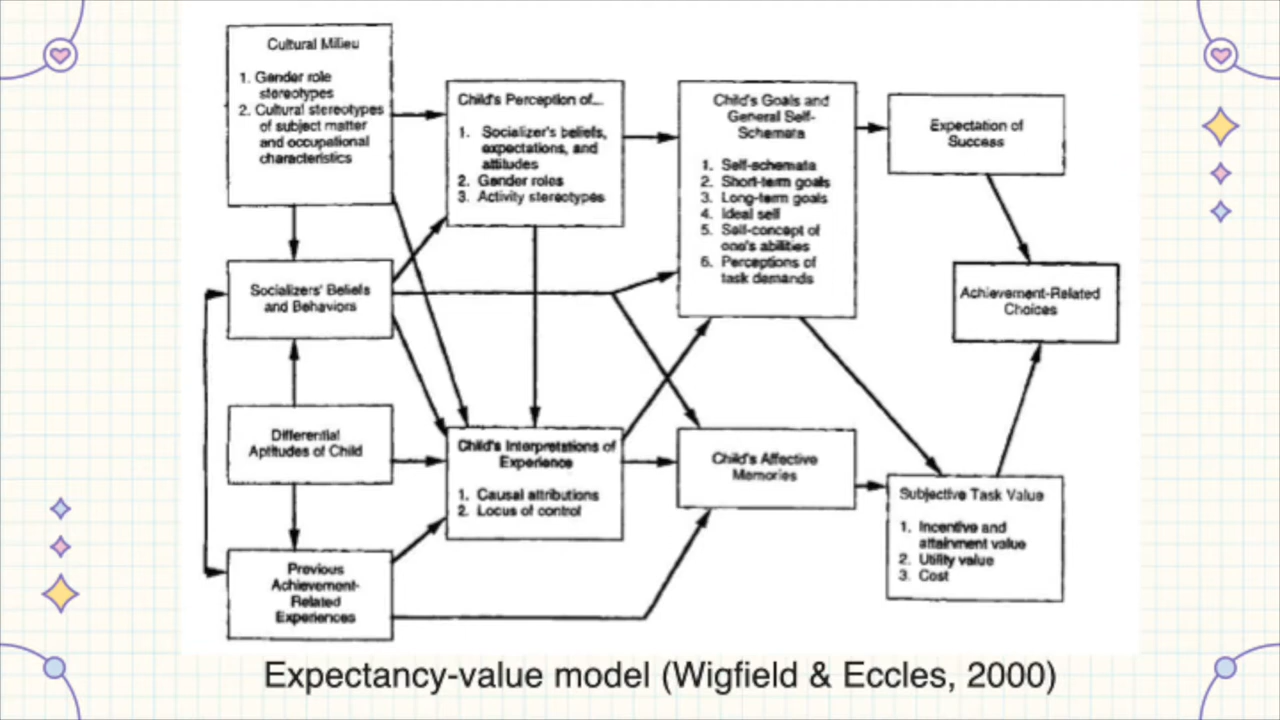 Cultural Milieu
1. Gender role
stereotypes
2. Cultural stereotypes
of subject matter
and occupational
characteristics
Socializers' Beliefs
and Behaviors
Differential
Aptitudes of Child
Previous
Achievement-
Related
Experiences
Child's Perception of...
1. Socializer's beliefs,
expectations, and
attitudes
2. Gender roles
3. Activity stereotypes
Child's Interpretations of
Experience
1. Causal attributions
2. Locus of control
Child's Goals and
General Self-
Schemata
1. Self-schemata
2. Short-term goals
3. Long-term goals
4. Ideal self
5. Self-concept of
one's abilities
6. Perceptions of
task demands
Child's Affective
Memories
Expectation of
Success
Achievement-Related
Choices
Subjective Task Value
1. Incentive and
attainment value
2. Utility value
3. Cost
Expectancy-value model (Wigfield & Eccles, 2000)